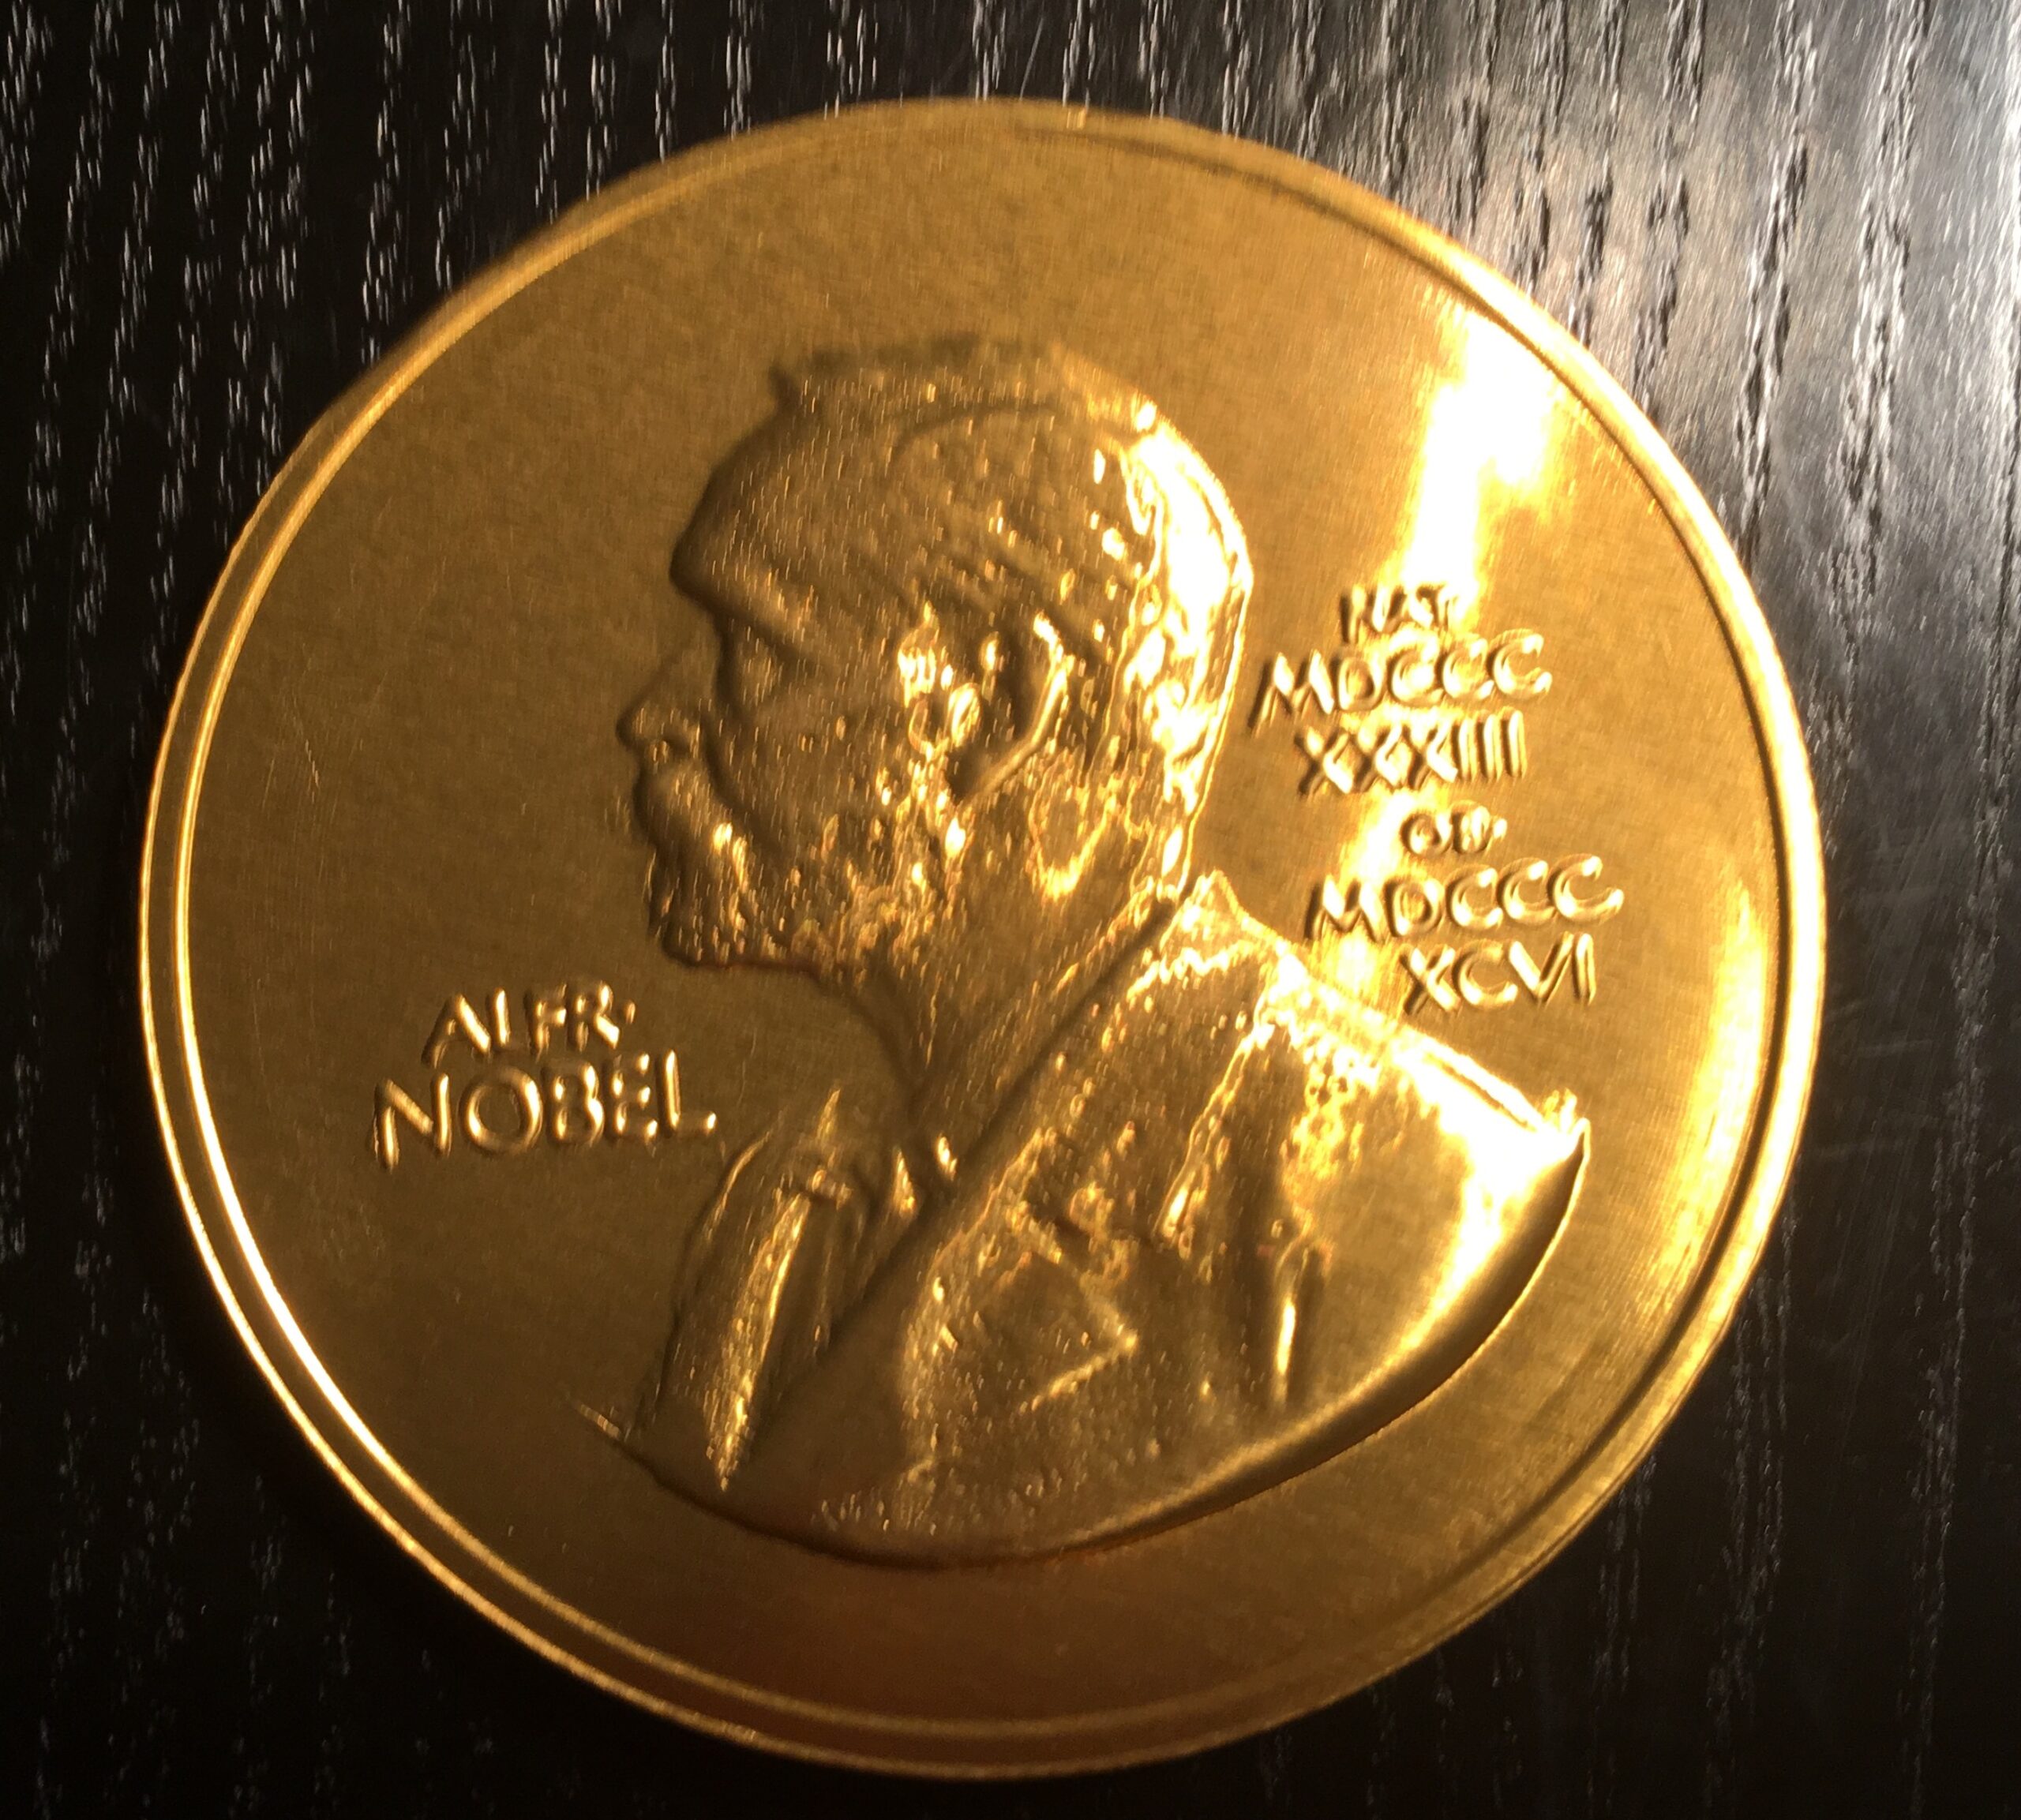 ALFR·
NOBEL
NAT·
MDCCC
XXXIII
OB·
MDCCC
XCVI